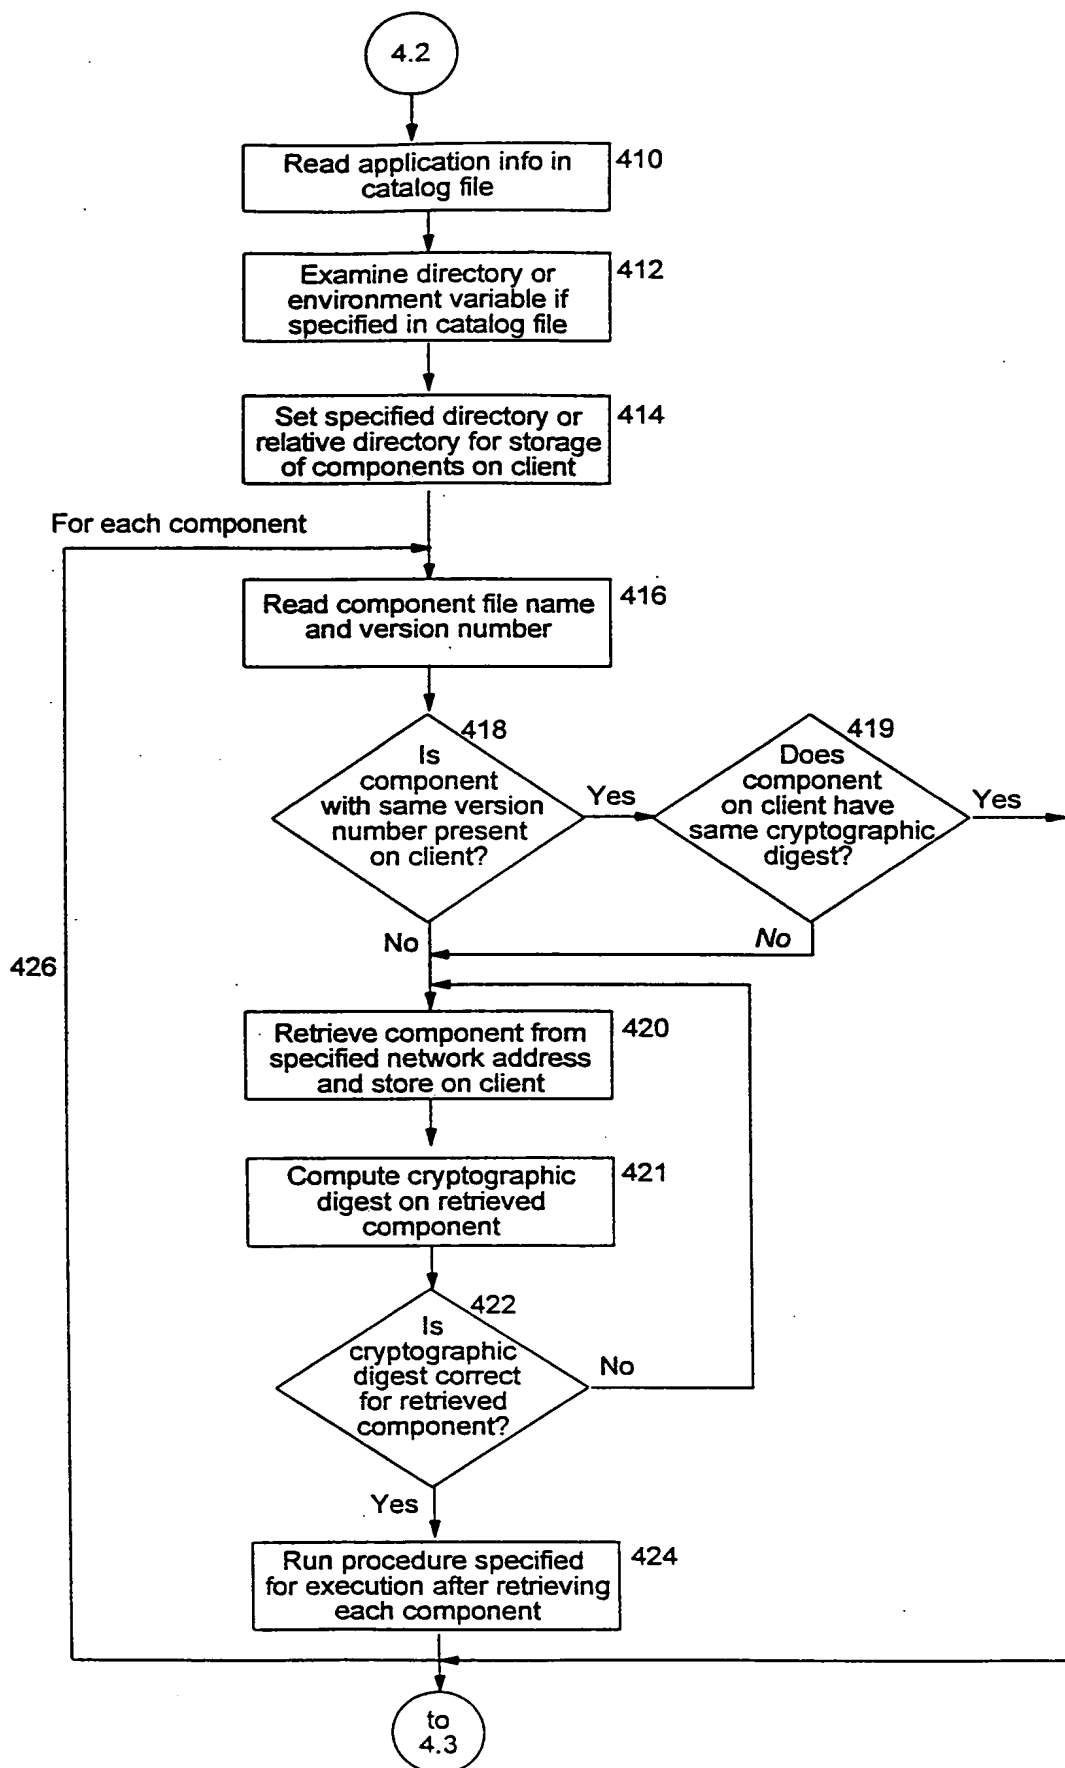 4.2
Read application info in
catalog file
410
Examine directory or
environment variable if
specified in catalog file
412
Set specified directory or
relative directory for storage
of components on client
414
For each component
Read component file name
and version number
416
418
Is
component
with same version
number present
on client?
Yes
419
Does
component
on client have
same cryptographic
digest?
Yes
No
No
426
Retrieve component from
specified network address
and store on client
420
Compute cryptographic
digest on retrieved
component
421
422
Is
cryptographic
digest correct
for retrieved
component?
No
Yes
Run procedure specified
for execution after retrieving
each component
424
to
4.3